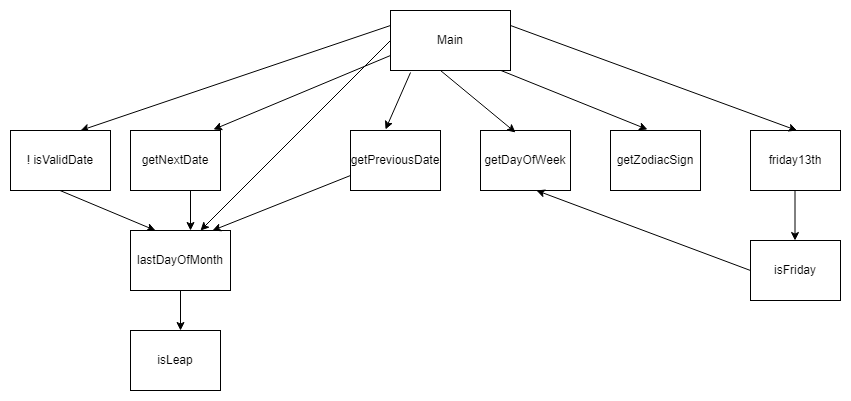 Main
! isValidDate
getNextDate
getPreviousDate
getDayOfWeek
getZodiacSign
friday13th
lastDayOfMonth
isFriday
isLeap